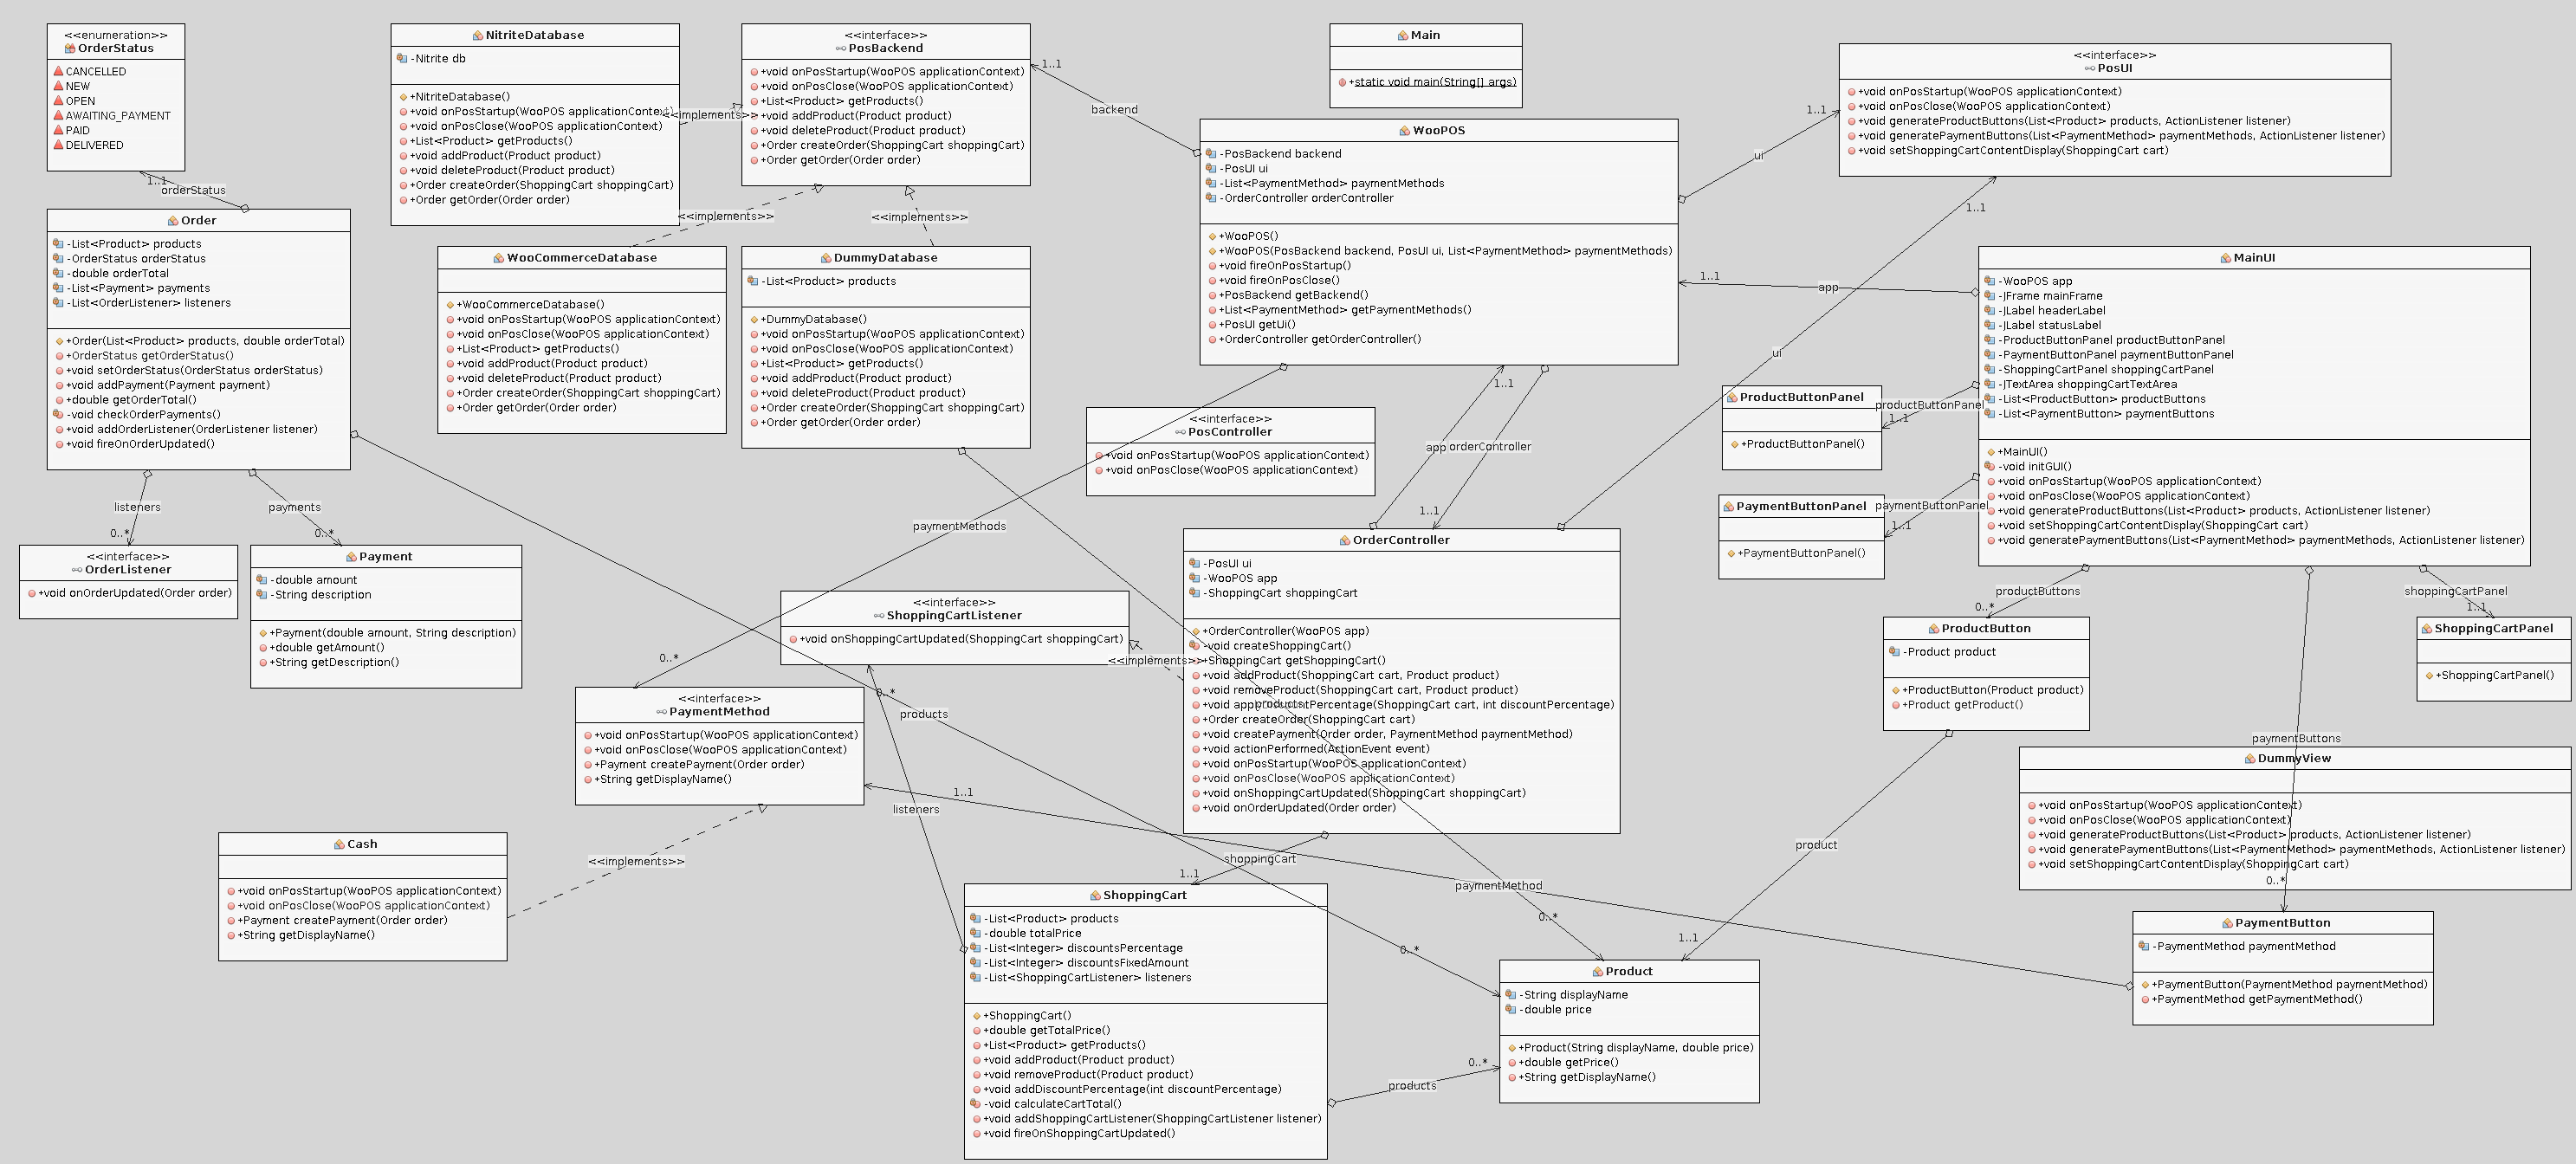 <<enumeration>>
OrderStatus
CANCELLED
NEW
OPEN
AWAITING_PAYMENT
PAID
DELIVERED
1..1
orderStatus
Order
-List<Product> products
-OrderStatus orderStatus
-double orderTotal
-List<Payment> payments
-List<OrderListener> listeners
+Order(List<Product> products, double orderTotal)
+OrderStatus getOrderStatus()
+void setOrderStatus(OrderStatus orderStatus)
+void addPayment(Payment payment)
+double getOrderTotal()
-void checkOrderPayments()
+void addOrderListener(OrderListener listener)
+void fireOnOrderUpdated()
listeners
0..*
payments
0..*
<<interface>>
OrderListener
+void onOrderUpdated(Order order)
Payment
-double amount
-String description
+Payment(double amount, String description)
+double getAmount()
+String getDescription()
NitriteDatabase
-Nitrite db
+NitriteDatabase()
+void onPosStartup(WooPOS applicationContext)
+void onPosClose(WooPOS applicationContext)
+List<Product> getProducts()
+void addProduct(Product product)
+void deleteProduct(Product product)
+Order createOrder(ShoppingCart shoppingCart)
+Order getOrder(Order order)
<<implements>>
<<interface>>
PosBackend
+void onPosStartup(WooPOS applicationContext)
+void onPosClose(WooPOS applicationContext)
+List<Product> getProducts()
+void addProduct(Product product)
+void deleteProduct(Product product)
+Order createOrder(ShoppingCart shoppingCart)
+Order getOrder(Order order)
<<implements>>
<<implements>>
WooCommerceDatabase
+WooCommerceDatabase()
+void onPosStartup(WooPOS applicationContext)
+void onPosClose(WooPOS applicationContext)
+List<Product> getProducts()
+void addProduct(Product product)
+void deleteProduct(Product product)
+Order createOrder(ShoppingCart shoppingCart)
+Order getOrder(Order order)
DummyDatabase
-List<Product> products
+DummyDatabase()
+void onPosStartup(WooPOS applicationContext)
+void onPosClose(WooPOS applicationContext)
+List<Product> getProducts()
+void addProduct(Product product)
+void deleteProduct(Product product)
+Order createOrder(ShoppingCart shoppingCart)
+Order getOrder(Order order)
1..1
backend
Main
+static void main(String[] args)
WooPOS
-PosBackend backend
-PosUI ui
-List<PaymentMethod> paymentMethods
-OrderController orderController
+WooPOS()
+WooPOS(PosBackend backend, PosUI ui, List<PaymentMethod> paymentMethods)
+void fireOnPosStartup()
+void fireOnPosClose()
+PosBackend getBackend()
+List<PaymentMethod> getPaymentMethods()
+PosUI getUi()
+OrderController getOrderController()
1..1
ui
<<interface>>
PosUI
+void onPosStartup(WooPOS applicationContext)
+void onPosClose(WooPOS applicationContext)
+void generateProductButtons(List<Product> products, ActionListener listener)
+void generatePaymentButtons(List<PaymentMethod> paymentMethods, ActionListener listener)
+void setShoppingCartContentDisplay(ShoppingCart cart)
1..1
ui
1..1
app
MainUI
-WooPOS app
-JFrame mainFrame
-JLabel headerLabel
-JLabel statusLabel
-ProductButtonPanel productButtonPanel
-PaymentButtonPanel paymentButtonPanel
-ShoppingCartPanel shoppingCartPanel
-JTextArea shoppingCartTextArea
-List<ProductButton> productButtons
-List<PaymentButton> paymentButtons
+MainUI()
-void initGUI()
+void onPosStartup(WooPOS applicationContext)
+void onPosClose(WooPOS applicationContext)
+void generateProductButtons(List<Product> products, ActionListener listener)
+void setShoppingCartContentDisplay(ShoppingCart cart)
+void generatePaymentButtons(List<PaymentMethod> paymentMethods, ActionListener listener)
ProductButtonPanel
+ProductButtonPanel()
productButtonPanel
1..1
PaymentButtonPanel
+PaymentButtonPanel()
paymentButtonPanel
1..1
<<interface>>
PosController
+void onPosStartup(WooPOS applicationContext)
+void onPosClose(WooPOS applicationContext)
1..1
app
orderController
1..1
paymentMethods
0..*
OrderController
-PosUI ui
-WooPOS app
-ShoppingCart shoppingCart
+OrderController(WooPOS app)
-void createShoppingCart()
+ShoppingCart getShoppingCart()
+void addProduct(ShoppingCart cart, Product product)
+void removeProduct(ShoppingCart cart, Product product)
+void applyDiscountPercentage(ShoppingCart cart, int discountPercentage)
+Order createOrder(ShoppingCart cart)
+void createPayment(Order order, PaymentMethod paymentMethod)
+void actionPerformed(ActionEvent event)
+void onPosStartup(WooPOS applicationContext)
+void onPosClose(WooPOS applicationContext)
+void onShoppingCartUpdated(ShoppingCart shoppingCart)
+void onOrderUpdated(Order order)
products
0..*
<<interface>>
ShoppingCartListener
+void onShoppingCartUpdated(ShoppingCart shoppingCart)
<<implements>>
0..*
listeners
products
0..*
<<interface>>
PaymentMethod
+void onPosStartup(WooPOS applicationContext)
+void onPosClose(WooPOS applicationContext)
+Payment createPayment(Order order)
+String getDisplayName()
1..1
paymentMethod
<<implements>>
Cash
+void onPosStartup(WooPOS applicationContext)
+void onPosClose(WooPOS applicationContext)
+Payment createPayment(Order order)
+String getDisplayName()
shoppingCart
1..1
ShoppingCart
-List<Product> products
-double totalPrice
-List<Integer> discountsPercentage
-List<Integer> discountsFixedAmount
-List<ShoppingCartListener> listeners
+ShoppingCart()
+double getTotalPrice()
+List<Product> getProducts()
+void addProduct(Product product)
+void removeProduct(Product product)
+void addDiscountPercentage(int discountPercentage)
-void calculateCartTotal()
+void addShoppingCartListener(ShoppingCartListener listener)
+void fireOnShoppingCartUpdated()
0..*
products
Product
-String displayName
-double price
+Product(String displayName, double price)
+double getPrice()
+String getDisplayName()
productButtons
0..*
ProductButton
-Product product
+ProductButton(Product product)
+Product getProduct()
product
1..1
shoppingCartPanel
1..1
ShoppingCartPanel
+ShoppingCartPanel()
paymentButtons
0..*
DummyView
+void onPosStartup(WooPOS applicationContext)
+void onPosClose(WooPOS applicationContext)
+void generateProductButtons(List<Product> products, ActionListener listener)
+void generatePaymentButtons(List<PaymentMethod> paymentMethods, ActionListener listener)
+void setShoppingCartContentDisplay(ShoppingCart cart)
PaymentButton
-PaymentMethod paymentMethod
+PaymentButton(PaymentMethod paymentMethod)
+PaymentMethod getPaymentMethod()